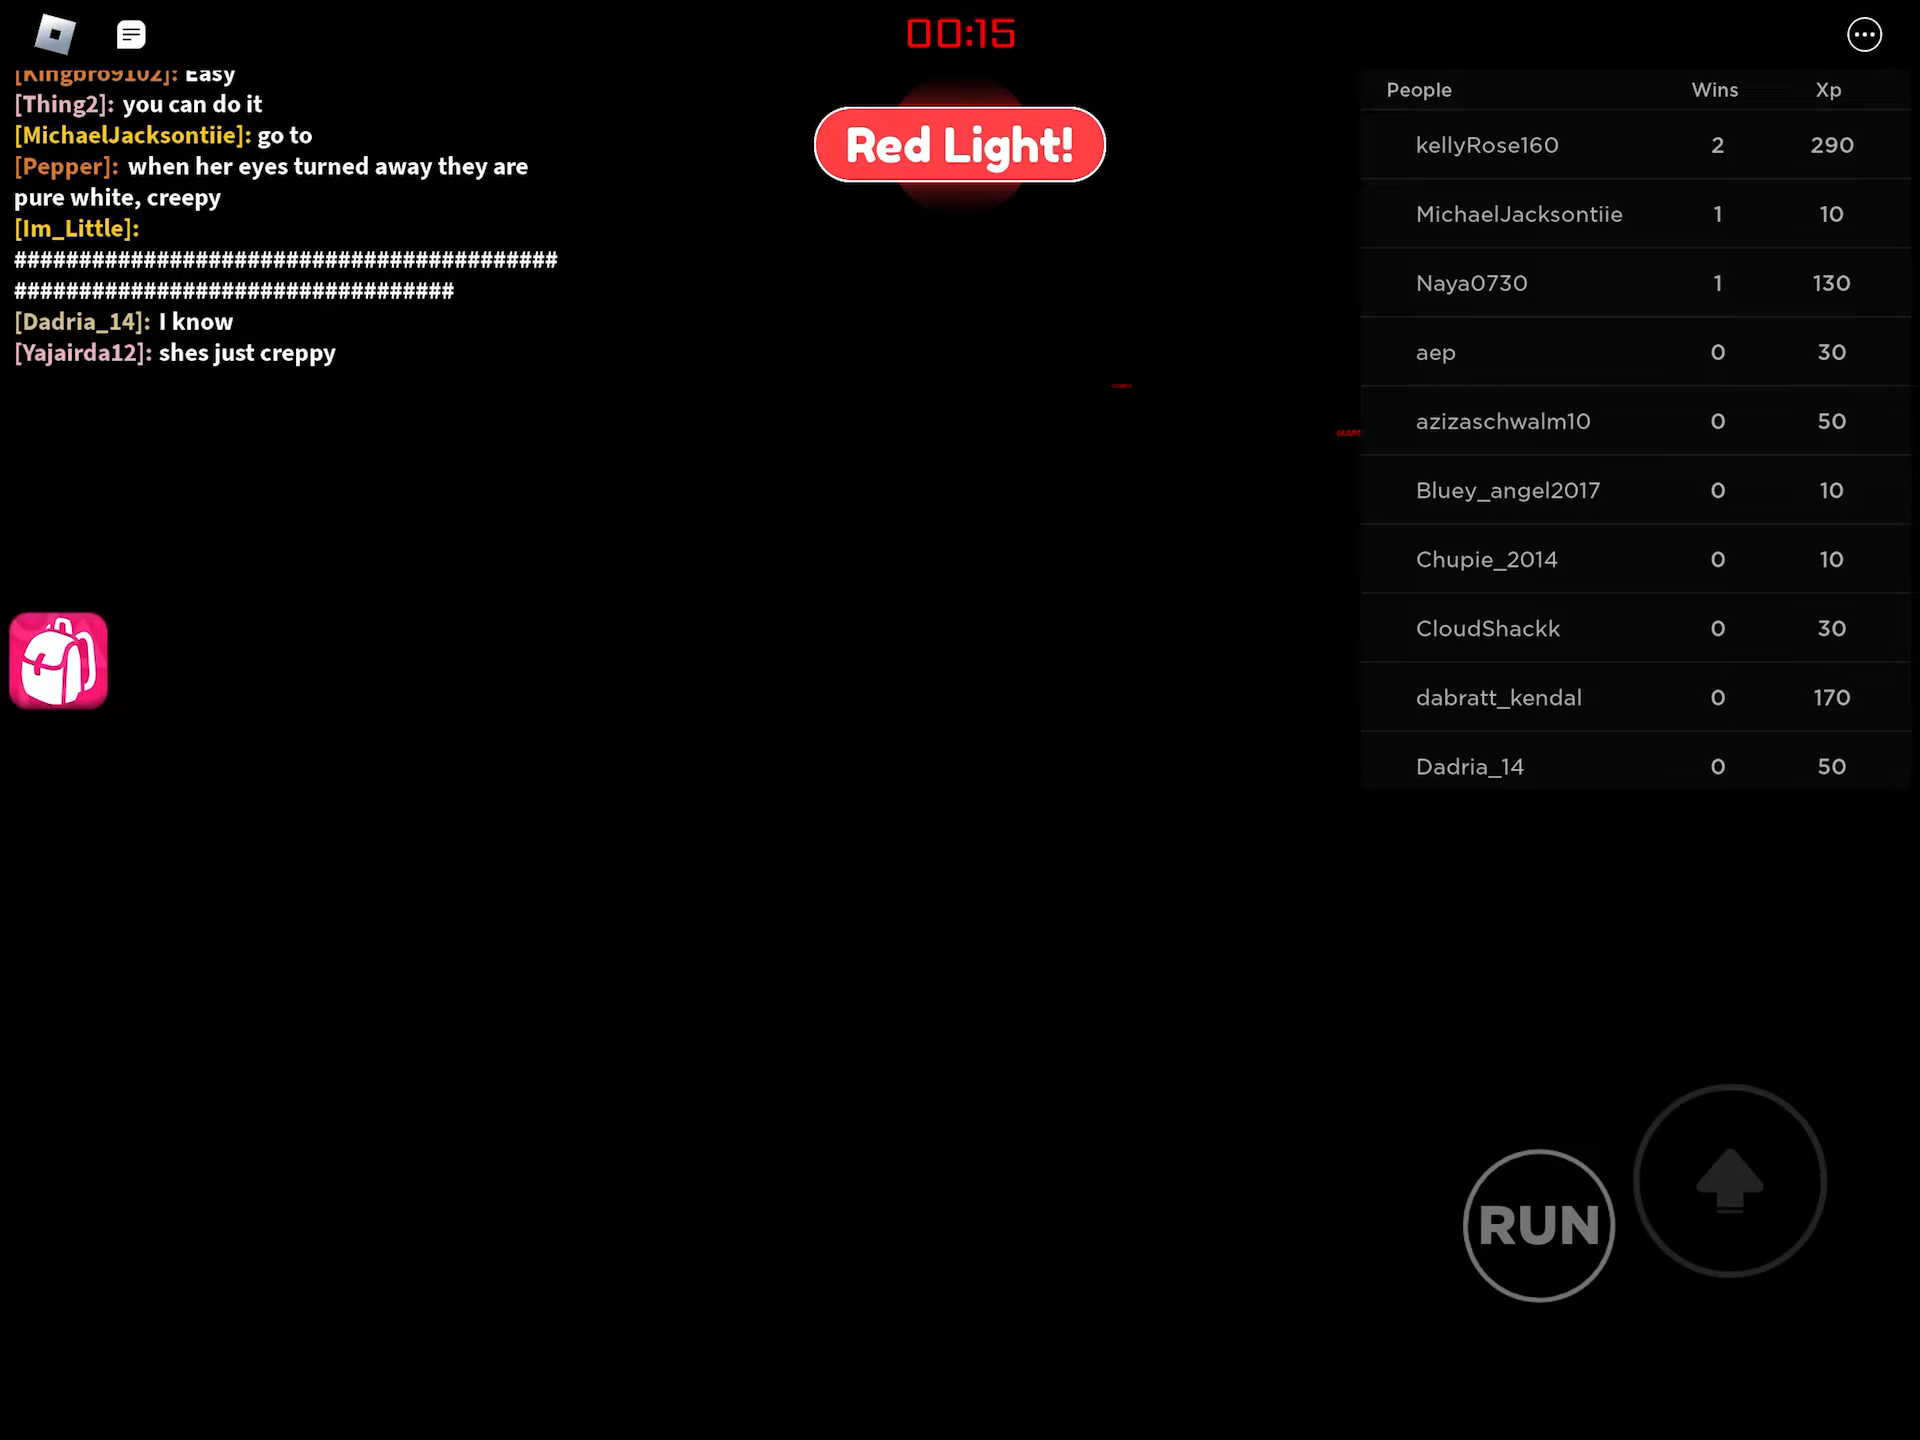 00:15
[Kingbro9102]: Easy
[Thing2]: you can do it
[MichaelJacksontiie]: go to
[Pepper]: when her eyes turned away they are
pure white, creepy
[Im_Little]:
##########################################
##################################
[Dadria_14]: I know
[Yajairda12]: shes just creppy
Red Light!
People Wins Xp
kellyRose160 2 290
MichaelJacksontiie 1 10
Naya0730 1 130
aep 0 30
azizaschwalm10 0 50
Bluey_angel2017 0 10
Chupie_2014 0 10
CloudShackk 0 30
dabratt_kendal 0 170
Dadria_14 0 50
RUN